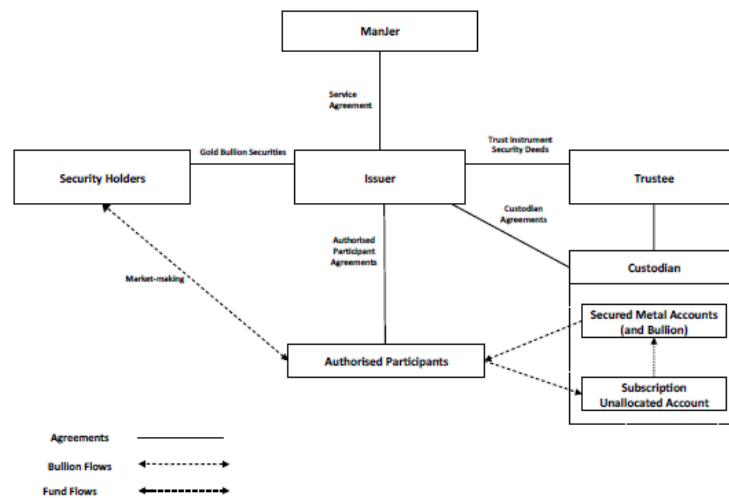 ManJer
Service
Agreement
Gold Bullion Securities
Trust Instrument
Security Deeds
Security Holders
Issuer
Trustee
Custodian
Agreements
Authorised
Participant
Agreements
Custodian
Market-making
Secured Metal Accounts
(and Bullion)
Authorised Participants
Subscription
Unallocated Account
Agreements
Bullion Flows
Fund Flows